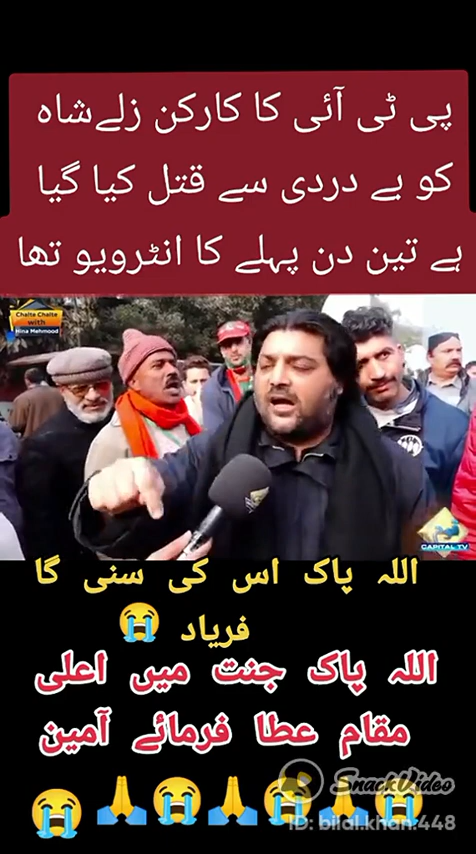 پی ٹی آئی کا کارکن زلےشاہ
کو بے دردی سے قتل کیا گیا
ہے تین دن پہلے کا انٹرویو تھا
Chalte Chalte
with
Hina Mehmood
CAPITAL TV
اللہ پاک اس کی سنی گا
فریاد 😭
اللہ پاک جنت میں اعلی
مقام عطا فرمائے آمین
😭🙏😭🙏😭🙏😭
SnackVideo
ID: bilal.khan.448